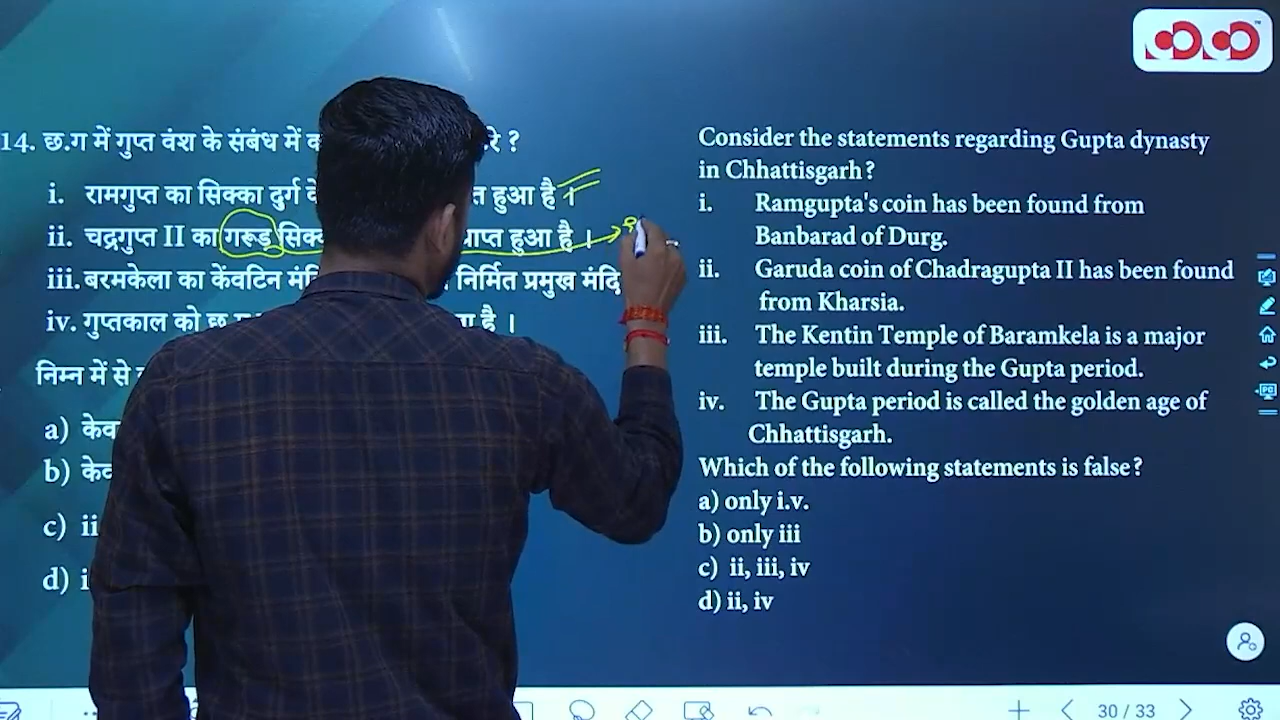 14. छ.ग में गुप्त वंश के संबंध में
रे ?
i. रामगुप्त का सिक्का दुर्ग
हुआ है ।
ii. चद्रगुप्त II का गरूड़
हुआ है ।
iii. बरमकेला का केंवटिन
निर्मित प्रमुख
iv. गुप्तकाल को
है ।
निम्न में से
a)
b)
c) ii
d) i
Consider the statements regarding Gupta dynasty
in Chhattisgarh?
i. Ramgupta's coin has been found from
Banbarad of Durg.
ii. Garuda coin of Chadragupta II has been found
from Kharsia.
iii. The Kentin Temple of Baramkela is a major
temple built during the Gupta period.
iv. The Gupta period is called the golden age of
Chhattisgarh.
Which of the following statements is false?
a) only i.v.
b) only iii
c) ii, iii, iv
d) ii, iv
30 / 33